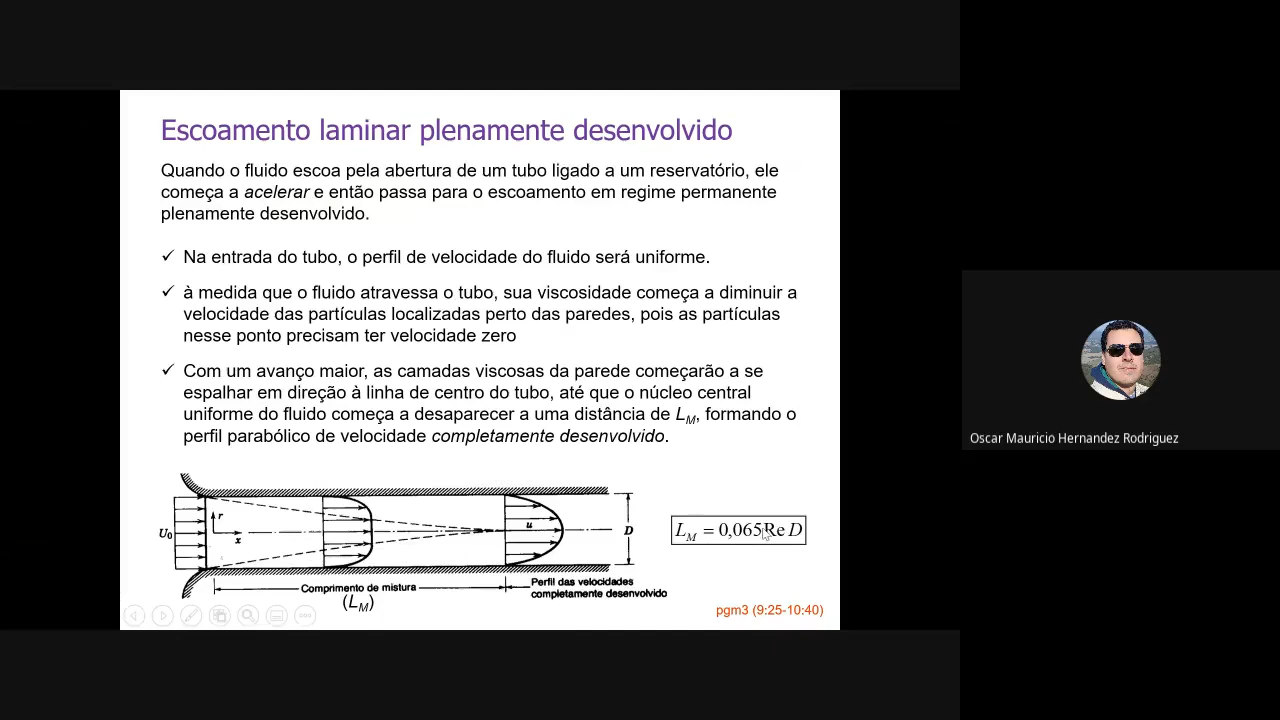 Escoamento laminar plenamente desenvolvido
Quando o fluido escoa pela abertura de um tubo ligado a um reservatório, ele
começa a acelerar e então passa para o escoamento em regime permanente
plenamente desenvolvido.
✓ Na entrada do tubo, o perfil de velocidade do fluido será uniforme.
✓ à medida que o fluido atravessa o tubo, sua viscosidade começa a diminuir a
velocidade das partículas localizadas perto das paredes, pois as partículas
nesse ponto precisam ter velocidade zero
✓ Com um avanço maior, as camadas viscosas da parede começarão a se
espalhar em direção à linha de centro do tubo, até que o núcleo central
uniforme do fluido começa a desaparecer a uma distância de L_M, formando o
perfil parabólico de velocidade completamente desenvolvido.
U₀
r
x
u
D
L_M = 0,065Re D
Comprimento de mistura
(L_M)
Perfil das velocidades
completamente desenvolvido
pgm3 (9:25-10:40)
Oscar Mauricio Hernandez Rodriguez